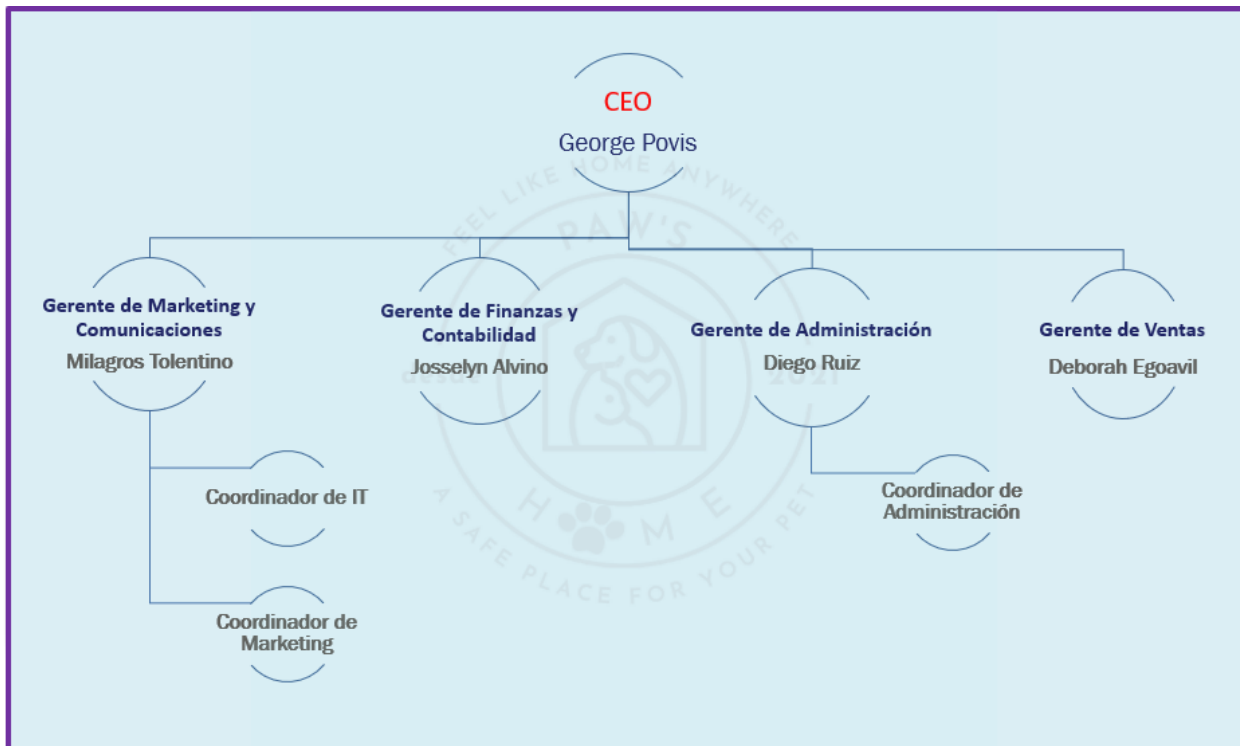 CEO
George Povis
FEEL LIKE HOME ANYWHERE
PAW'S
Gerente de Marketing y
Comunicaciones
Milagros Tolentino
Gerente de Finanzas y
Contabilidad
Josselyn Alvino
Gerente de Administración
Diego Ruiz
Gerente de Ventas
Deborah Egoavil
desde
2021
Coordinador de IT
Coordinador de
Administración
HOME
A SAFE PLACE FOR YOUR PET
Coordinador de
Marketing